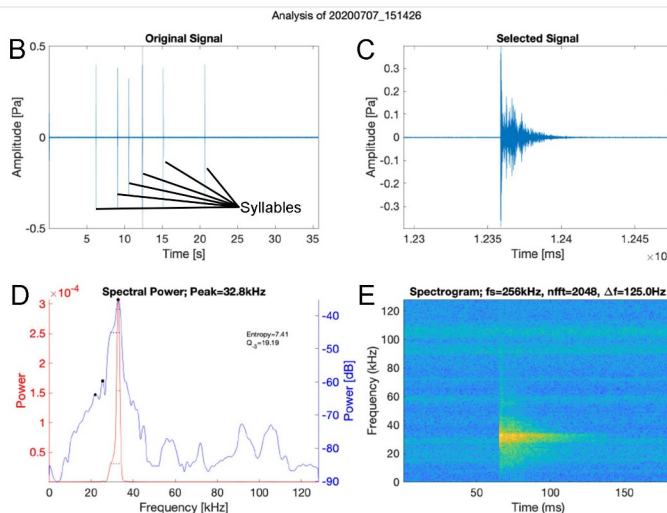 Analysis of 20200707_151426
B
Original Signal
0.5
0
-0.5
Amplitude [Pa]
Syllables
5 10 15 20 25 30 35
Time [s]
C
Selected Signal
0.3
0.2
0.1
0
-0.1
-0.2
-0.3
Amplitude [Pa]
1.23 1.235 1.24 1.245
Time [ms]
D
Spectral Power; Peak=32.8kHz
×10-4
3
2.5
2
1.5
1
0.5
Power
Entropy=7.41
Q-3=19.19
-40
-50
-60
-70
-80
-90
Power [dB]
0 20 40 60 80 100 120
Frequency [kHz]
E
Spectrogram; fs=256kHz, nfft=2048, Δf=125.0Hz
120
100
80
60
40
20
0
Frequency (kHz)
50 100 150
Time (ms)